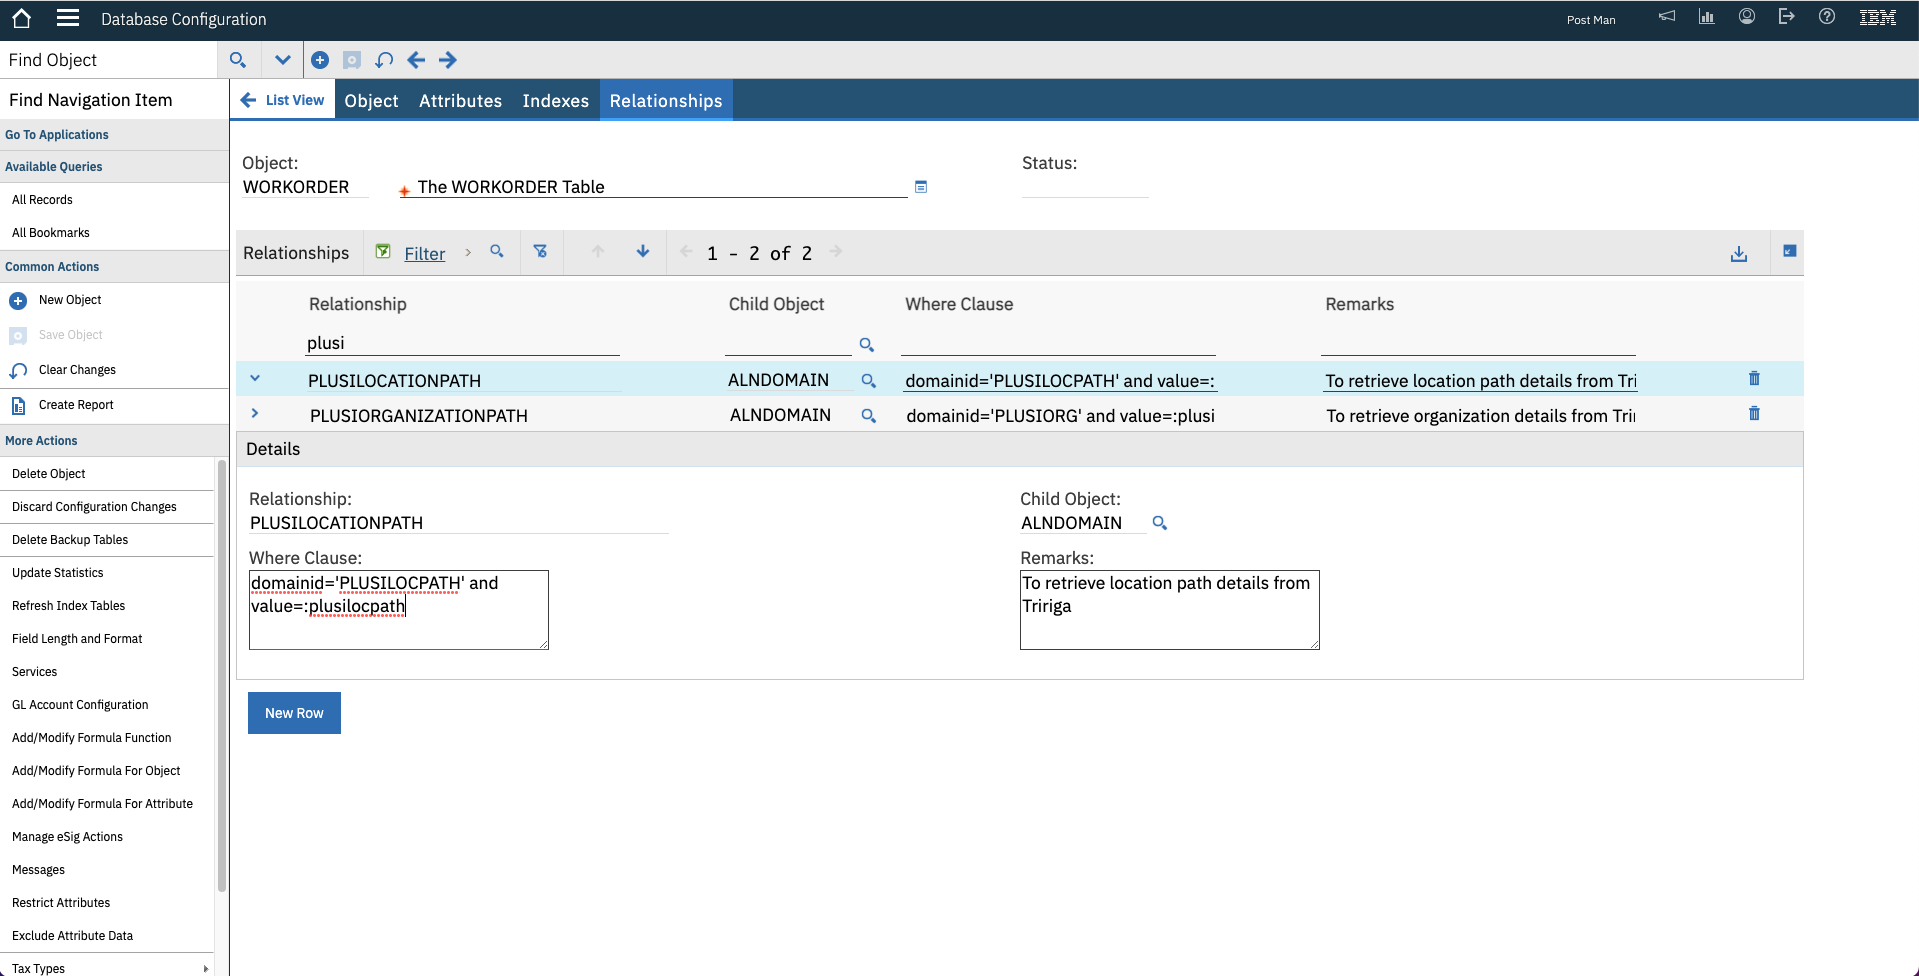 Database Configuration
Post Man
IBM
Find Object
Find Navigation Item
List View
Object
Attributes
Indexes
Relationships
Go To Applications
Available Queries
All Records
All Bookmarks
Common Actions
New Object
Save Object
Clear Changes
Create Report
More Actions
Delete Object
Discard Configuration Changes
Delete Backup Tables
Update Statistics
Refresh Index Tables
Field Length and Format
Services
GL Account Configuration
Add/Modify Formula Function
Add/Modify Formula For Object
Add/Modify Formula For Attribute
Manage eSig Actions
Messages
Restrict Attributes
Exclude Attribute Data
Tax Types
Object:
WORKORDER
The WORKORDER Table
Status:
Relationships
Filter
1 - 2 of 2
Relationship
Child Object
Where Clause
Remarks
plusi
PLUSILOCATIONPATH
ALNDOMAIN
domainid='PLUSILOCPATH' and value=:
To retrieve location path details from Tri
PLUSIORGANIZATIONPATH
ALNDOMAIN
domainid='PLUSIORG' and value=:plusi
To retrieve organization details from Tri
Details
Relationship:
PLUSILOCATIONPATH
Child Object:
ALNDOMAIN
Where Clause:
domainid='PLUSILOCPATH' and
value=:plusilocpath
Remarks:
To retrieve location path details from
Tririga
New Row